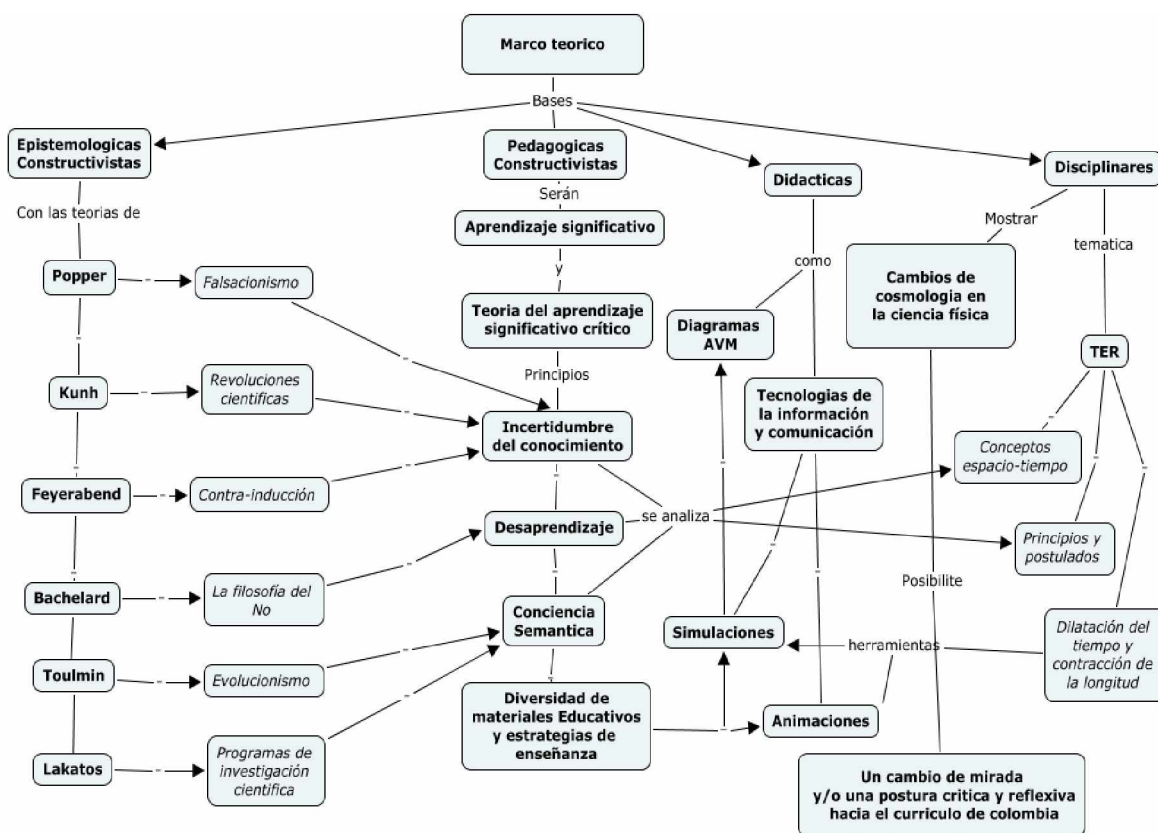 Marco teorico
Bases
Epistemologicas
Constructivistas
Pedagogicas
Constructivistas
Didacticas
Disciplinares
Con las teorias de
Serán
Mostrar
tematica
Aprendizaje significativo
como
y
Popper
Falsacionismo
Cambios de
cosmologia en
la ciencia física
Teoria del aprendizaje
significativo crítico
Diagramas
AVM
TER
Principios
Kunh
Revoluciones
cientificas
Tecnologias de
la información
y comunicación
Incertidumbre
del conocimiento
Conceptos
espacio-tiempo
Feyerabend
Contra-inducción
Desaprendizaje
se analiza
Principios y
postulados
Posibilite
Bachelard
La filosofía del
No
Conciencia
Semantica
Simulaciones
herramientas
Dilatación del
tiempo y
contracción de
la longitud
Toulmin
Evolucionismo
Diversidad de
materiales Educativos
y estrategias de
enseñanza
Animaciones
Lakatos
Programas de
investigación
cientifica
Un cambio de mirada
y/o una postura critica y reflexiva
hacia el curriculo de colombia